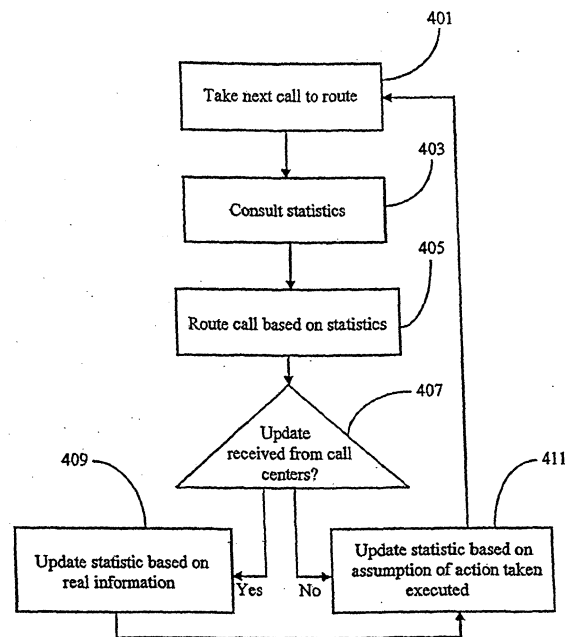 401
Take next call to route
403
Consult statistics
405
Route call based on statistics
407
Update
received from call
centers?
409
411
Update statistic based on
real information
Yes
No
Update statistic based on
assumption of action taken
executed